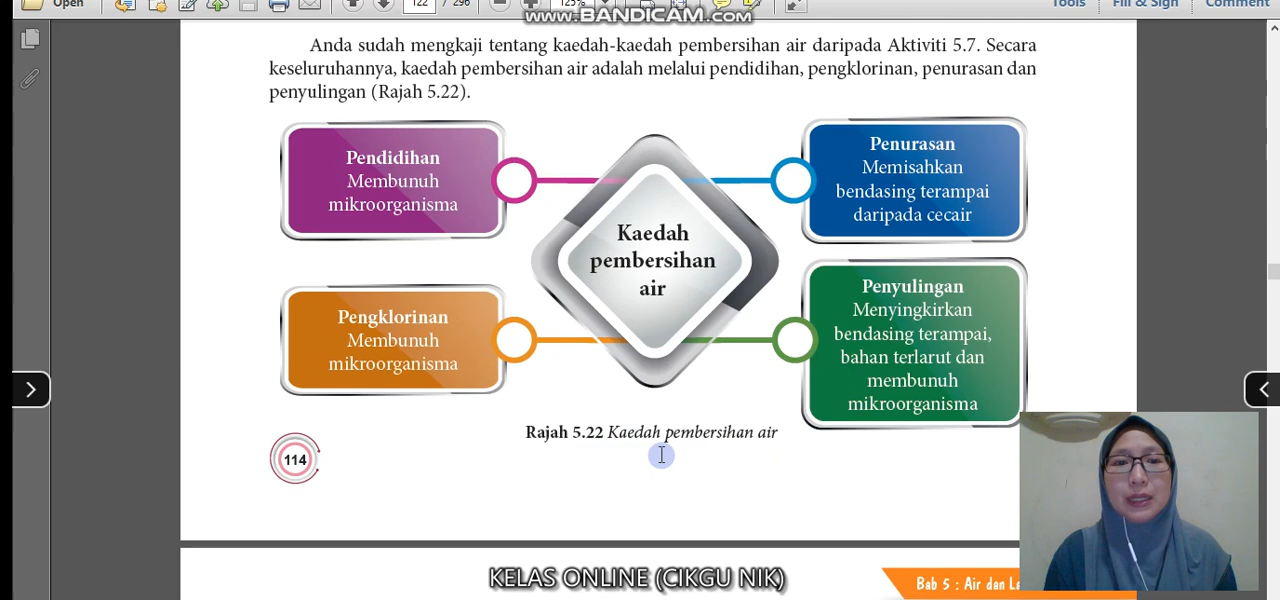 Open
122
/ 296
125%
Tools
Fill & Sign
Comment
WWW.BANDICAM.COM
Anda sudah mengkaji tentang kaedah-kaedah pembersihan air daripada Aktiviti 5.7. Secara
keseluruhannya, kaedah pembersihan air adalah melalui pendidihan, pengklorinan, penurasan dan
penyulingan (Rajah 5.22).
Pendidihan
Membunuh
mikroorganisma
Penurasan
Memisahkan
bendasing terampai
daripada cecair
Kaedah
pembersihan
air
Pengklorinan
Membunuh
mikroorganisma
Penyulingan
Menyingkirkan
bendasing terampai,
bahan terlarut dan
membunuh
mikroorganisma
Rajah 5.22 Kaedah pembersihan air
114
KELAS ONLINE (CIKGU NIK)
Bab 5 : Air dan